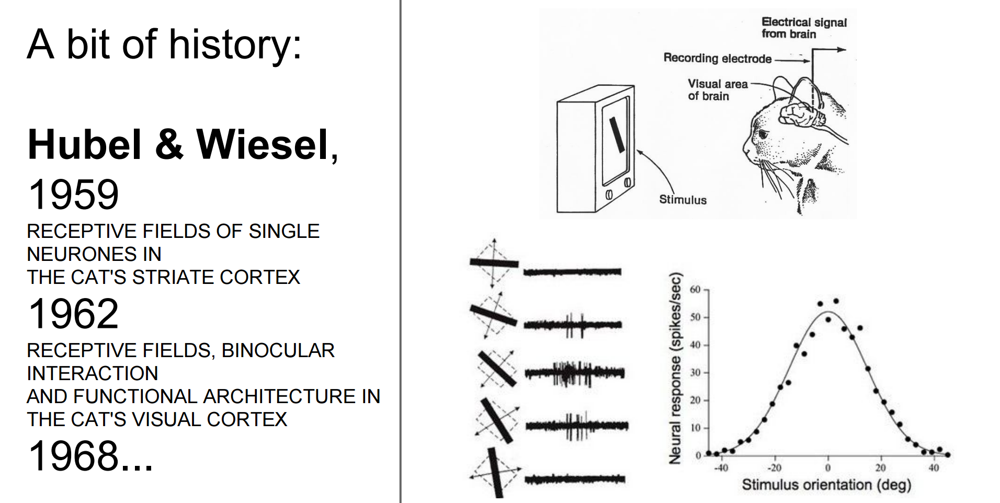 A bit of history:
Hubel & Wiesel,
1959
RECEPTIVE FIELDS OF SINGLE
NEURONES IN
THE CAT'S STRIATE CORTEX
1962
RECEPTIVE FIELDS, BINOCULAR
INTERACTION
AND FUNCTIONAL ARCHITECTURE IN
THE CAT'S VISUAL CORTEX
1968...
Electrical signal
from brain
Recording electrode
Visual area
of brain
Stimulus
Neural response (spikes/sec)
60
50
40
30
20
10
0
-40 -20 0 20 40
Stimulus orientation (deg)